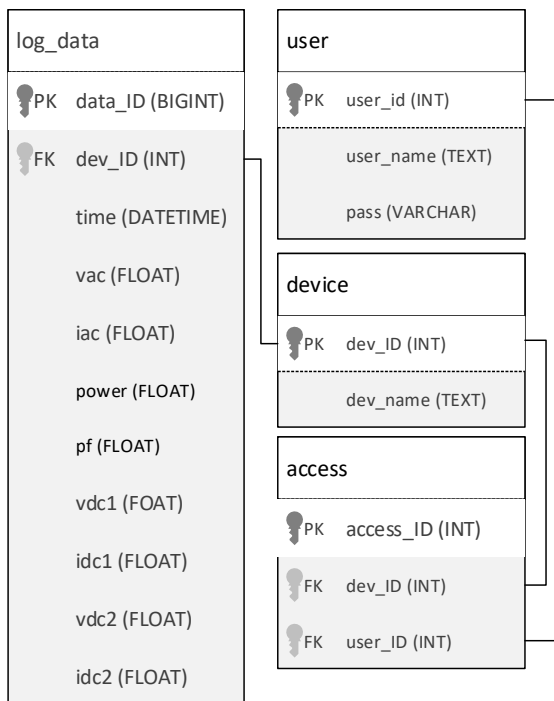 log_data
PK data_ID (BIGINT)
FK dev_ID (INT)
time (DATETIME)
vac (FLOAT)
iac (FLOAT)
power (FLOAT)
pf (FLOAT)
vdc1 (FOAT)
idc1 (FLOAT)
vdc2 (FLOAT)
idc2 (FLOAT)
user
PK user_id (INT)
user_name (TEXT)
pass (VARCHAR)
device
PK dev_ID (INT)
dev_name (TEXT)
access
PK access_ID (INT)
FK dev_ID (INT)
FK user_ID (INT)